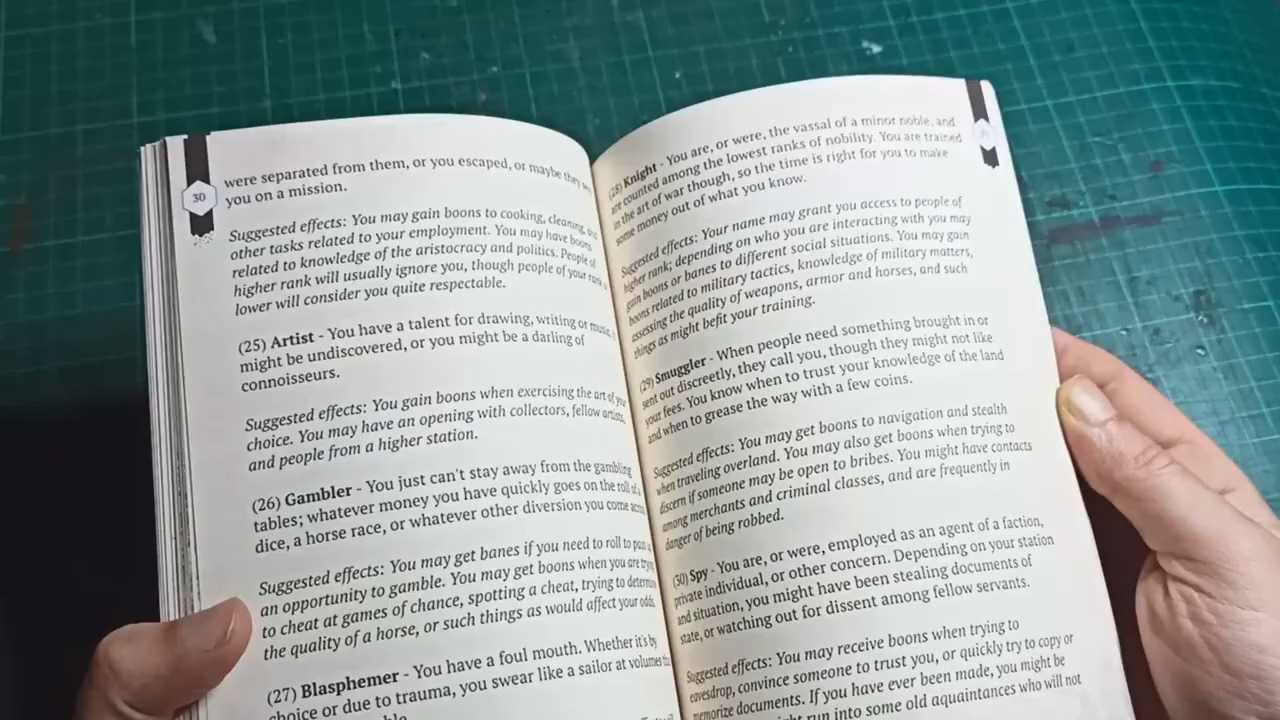 30
were separated from them, or you escaped, or maybe they
you on a mission.
Suggested effects: You may gain boons to cooking, cleaning, and
other tasks related to your employment. You may have boons
related to knowledge of the aristocracy and politics. People of
higher rank will usually ignore you, though people of your rank or
lower will consider you quite respectable.
(25) Artist - You have a talent for drawing, writing or music,
might be undiscovered, or you might be a darling of
connoisseurs.
Suggested effects: You gain boons when exercising the art of your
choice. You may have an opening with collectors, fellow artists,
and people from a higher station.
(26) Gambler - You just can't stay away from the gambling
tables; whatever money you have quickly goes on the roll of a
dice, a horse race, or whatever other diversion you come across
Suggested effects: You may get banes if you need to roll to pass
an opportunity to gamble. You may get boons when you are trying
to cheat at games of chance, spotting a cheat, trying to determine
the quality of a horse, or such things as would affect your odds.
(27) Blasphemer - You have a foul mouth. Whether it's by
choice or due to trauma, you swear like a sailor at volumes
(28) Knight - You are, or were, the vassal of a minor noble, and
are counted among the lowest ranks of nobility. You are trained
in the art of war though, so the time is right for you to make
some money out of what you know.
Suggested effects: Your name may grant you access to people of
higher rank; depending on who you are interacting with you may
gain boons or banes to different social situations. You may gain
boons related to military tactics, knowledge of military matters,
assessing the quality of weapons, armor and horses, and such
things as might befit your training.
(29) Smuggler - When people need something brought in or
sent out discreetly, they call you, though they might not like
your fees. You know when to trust your knowledge of the land
and when to grease the way with a few coins.
Suggested effects: You may get boons to navigation and stealth
when traveling overland. You may also get boons when trying to
discern if someone may be open to bribes. You might have contacts
among merchants and criminal classes, and are frequently in
danger of being robbed.
(30) Spy - You are, or were, employed as an agent of a faction,
private individual, or other concern. Depending on your station
and situation, you might have been stealing documents of
state, or watching out for dissent among fellow servants.
Suggested effects: You may receive boons when trying to
eavesdrop, convince someone to trust you, or quickly try to copy or
memorize documents. If you have ever been made, you might be
run into some old aquaintances who will not